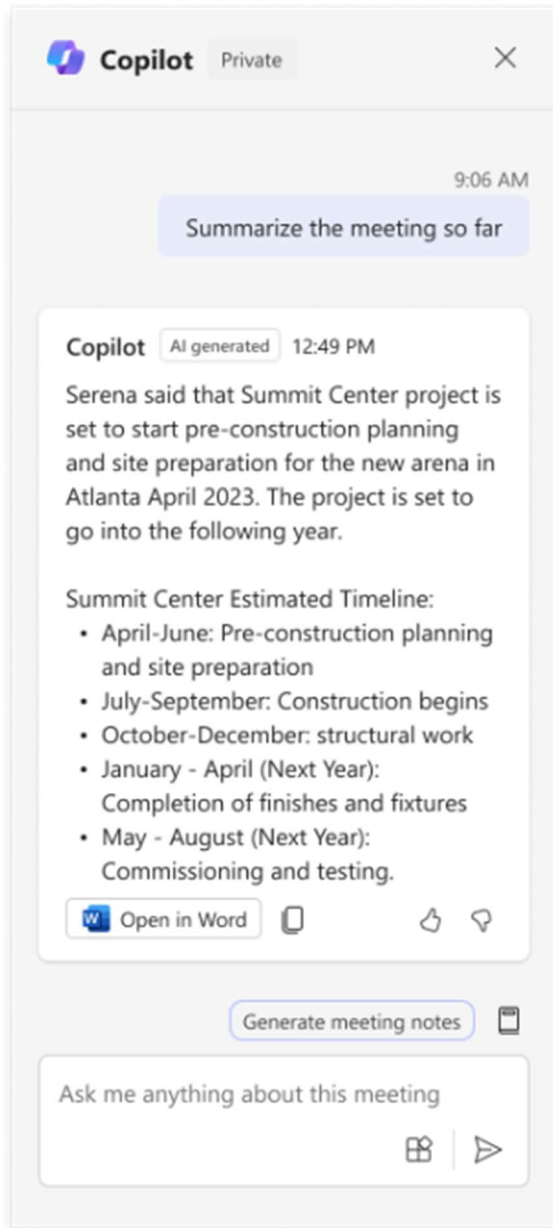 Copilot Private
9:06 AM
Summarize the meeting so far
Copilot AI generated 12:49 PM
Serena said that Summit Center project is
set to start pre-construction planning
and site preparation for the new arena in
Atlanta April 2023. The project is set to
go into the following year.
Summit Center Estimated Timeline:
• April-June: Pre-construction planning
and site preparation
• July-September: Construction begins
• October-December: structural work
• January - April (Next Year):
Completion of finishes and fixtures
• May - August (Next Year):
Commissioning and testing.
W Open in Word
Generate meeting notes
Ask me anything about this meeting